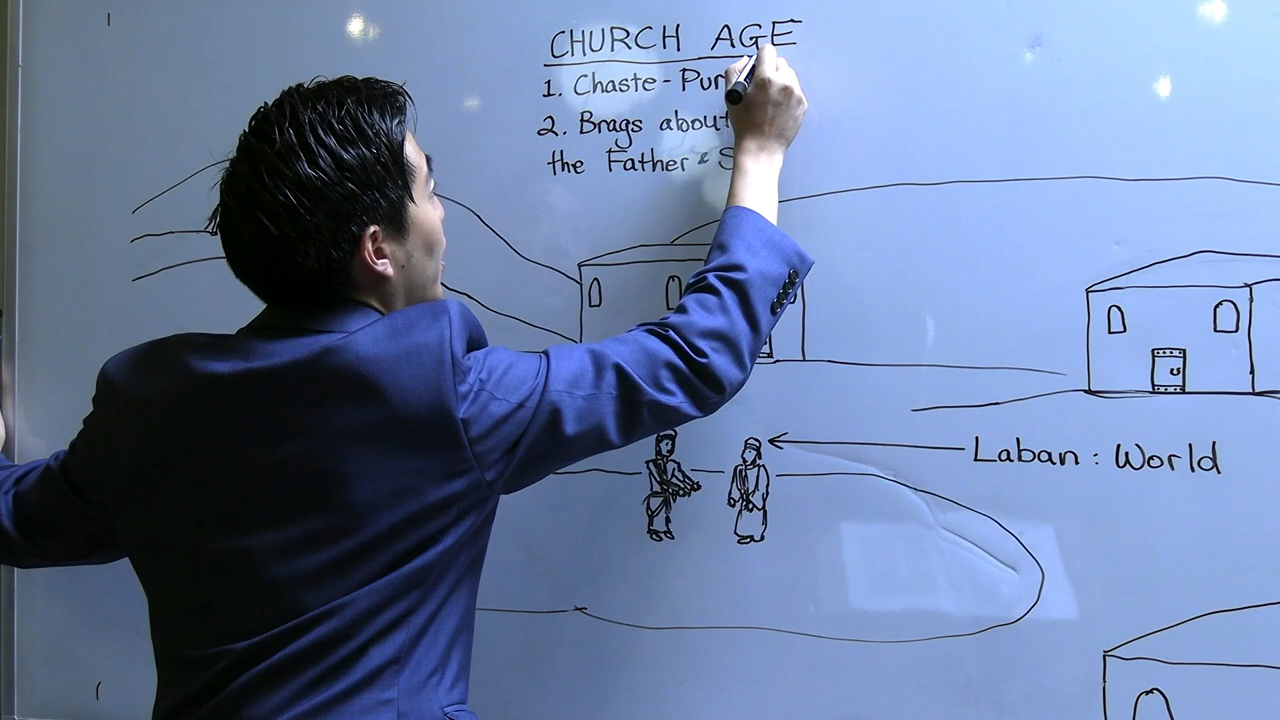 CHURCH AGE
1. Chaste - Pur
2. Brags about
the Father & S
Laban : World